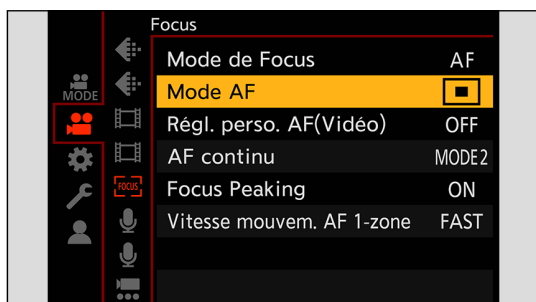 Focus
Mode de Focus AF
Mode AF
MODE
Régl. perso. AF(Vidéo) OFF
AF continu MODE2
FOCUS
Focus Peaking ON
Vitesse mouvem. AF 1-zone FAST